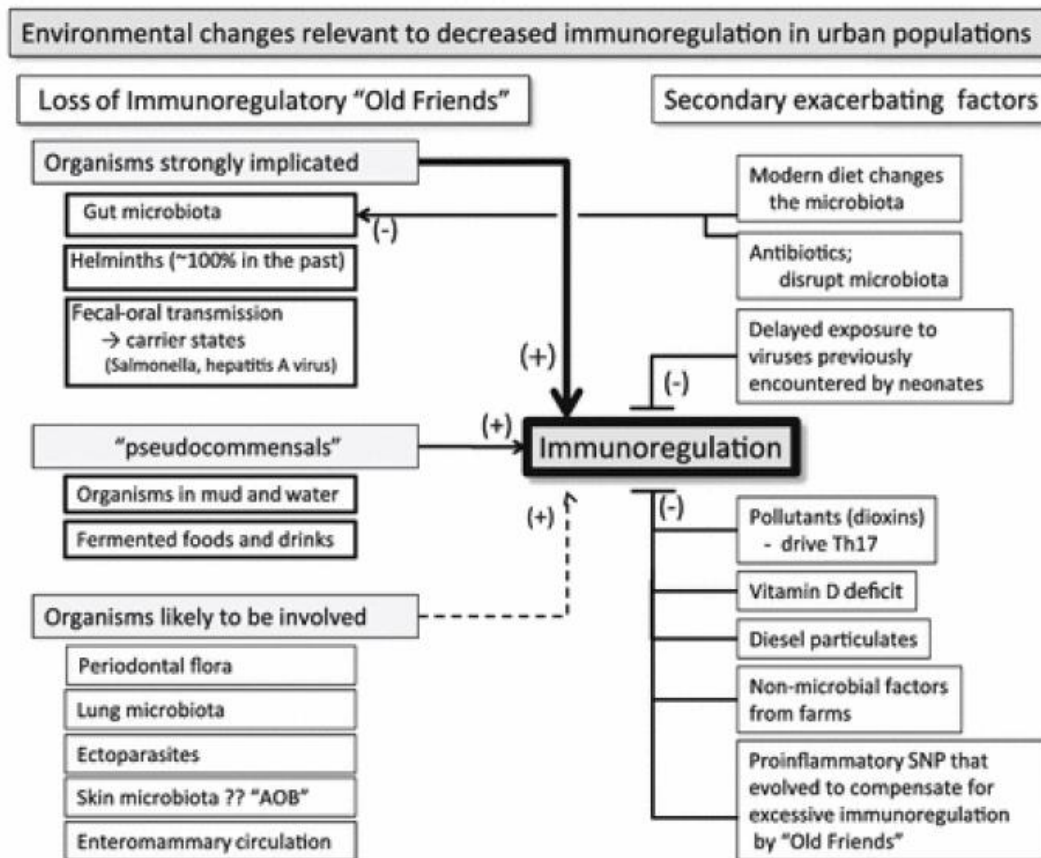 Environmental changes relevant to decreased immunoregulation in urban populations
Loss of Immunoregulatory “Old Friends”
Organisms strongly implicated
Gut microbiota
Helminths (~100% in the past)
Fecal-oral transmission
→ carrier states
(Salmonella, hepatitis A virus)
“pseudocommensals”
Organisms in mud and water
Fermented foods and drinks
Organisms likely to be involved
Periodontal flora
Lung microbiota
Ectoparasites
Skin microbiota ?? “AOB”
Enteromammary circulation
(-)
(+)
(+)
(+)
Immunoregulation
(-)
(-)
Secondary exacerbating factors
Modern diet changes
the microbiota
Antibiotics;
disrupt microbiota
Delayed exposure to
viruses previously
encountered by neonates
Pollutants (dioxins)
- drive Th17
Vitamin D deficit
Diesel particulates
Non-microbial factors
from farms
Proinflammatory SNP that
evolved to compensate for
excessive immunoregulation
by “Old Friends”